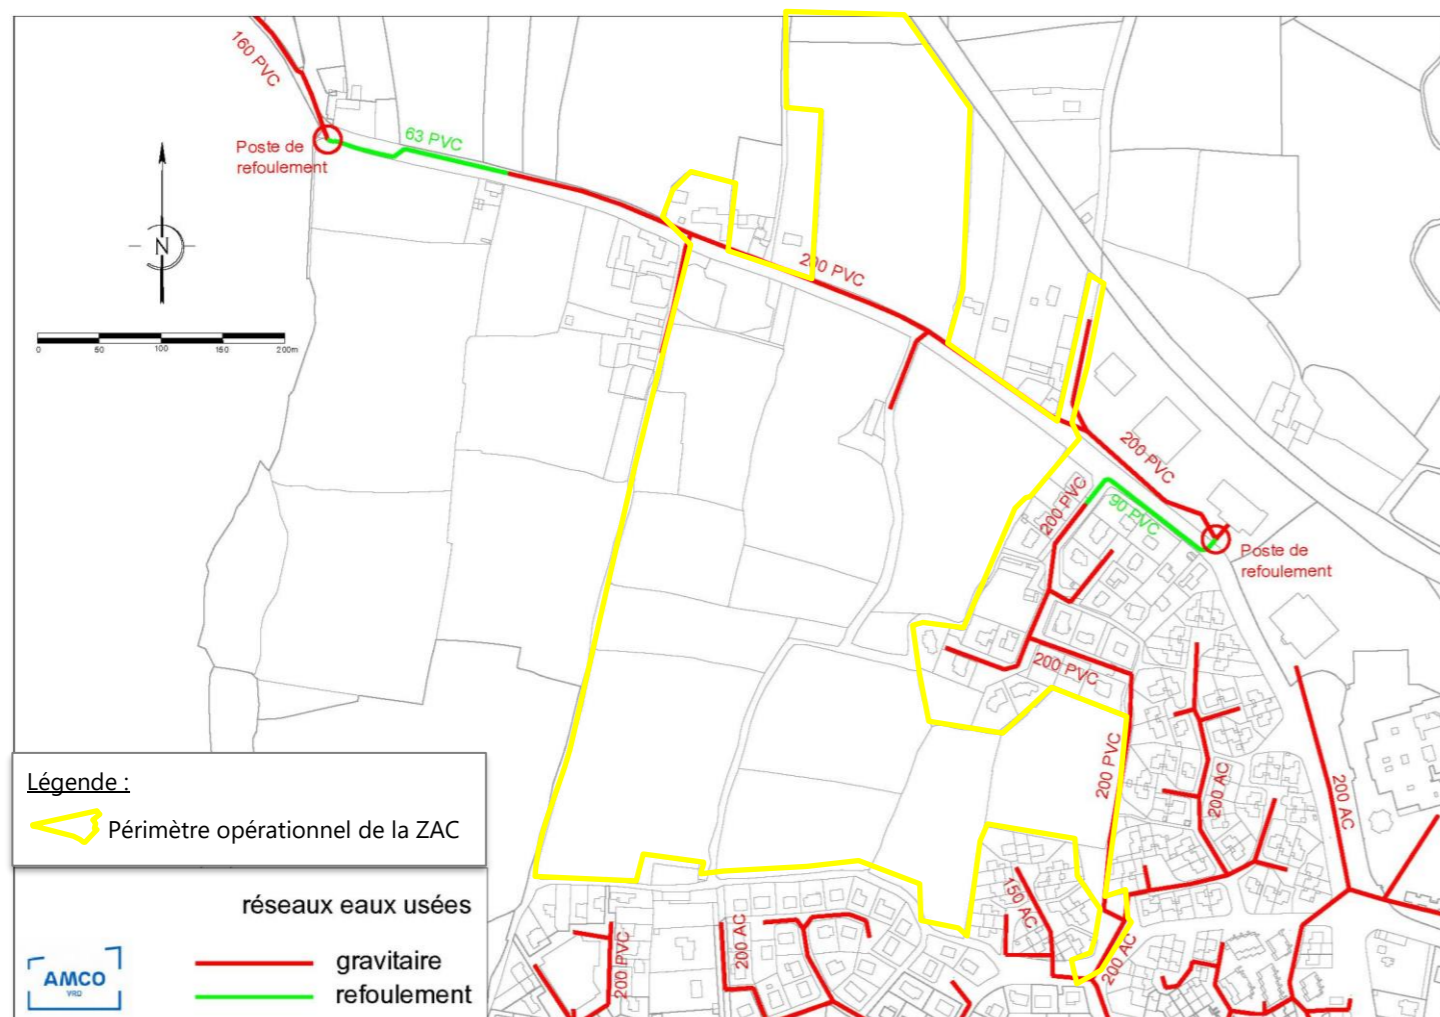 160 PVC
Poste de
refoulement
63 PVC
N
0 50 100 150 200m
200 PVC
200 PVC
90 PVC
200 PVC
Poste de
refoulement
200 PVC
200 PVC
200 AC
200 AC
150 AC
200 AC
200 AC
200 PVC
Légende :
Périmètre opérationnel de la ZAC
réseaux eaux usées
gravitaire
refoulement
AMCO
VRD